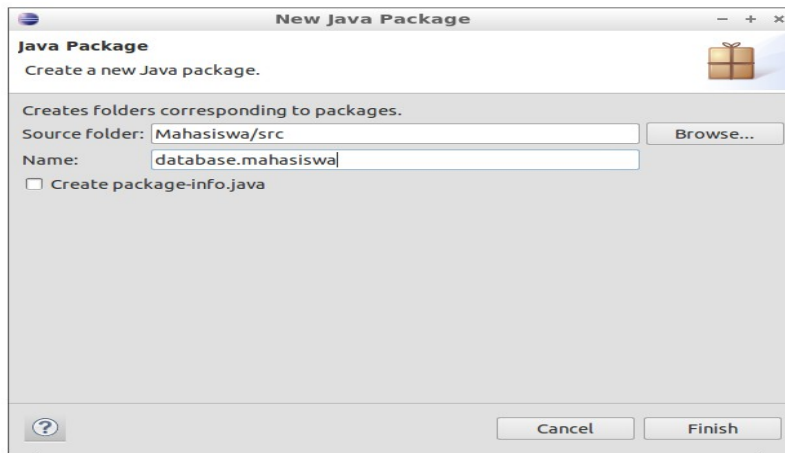 New Java Package
Java Package
Create a new Java package.
Creates folders corresponding to packages.
Source folder: Mahasiswa/src Browse...
Name: database.mahasiswa
Create package-info.java
? Cancel Finish